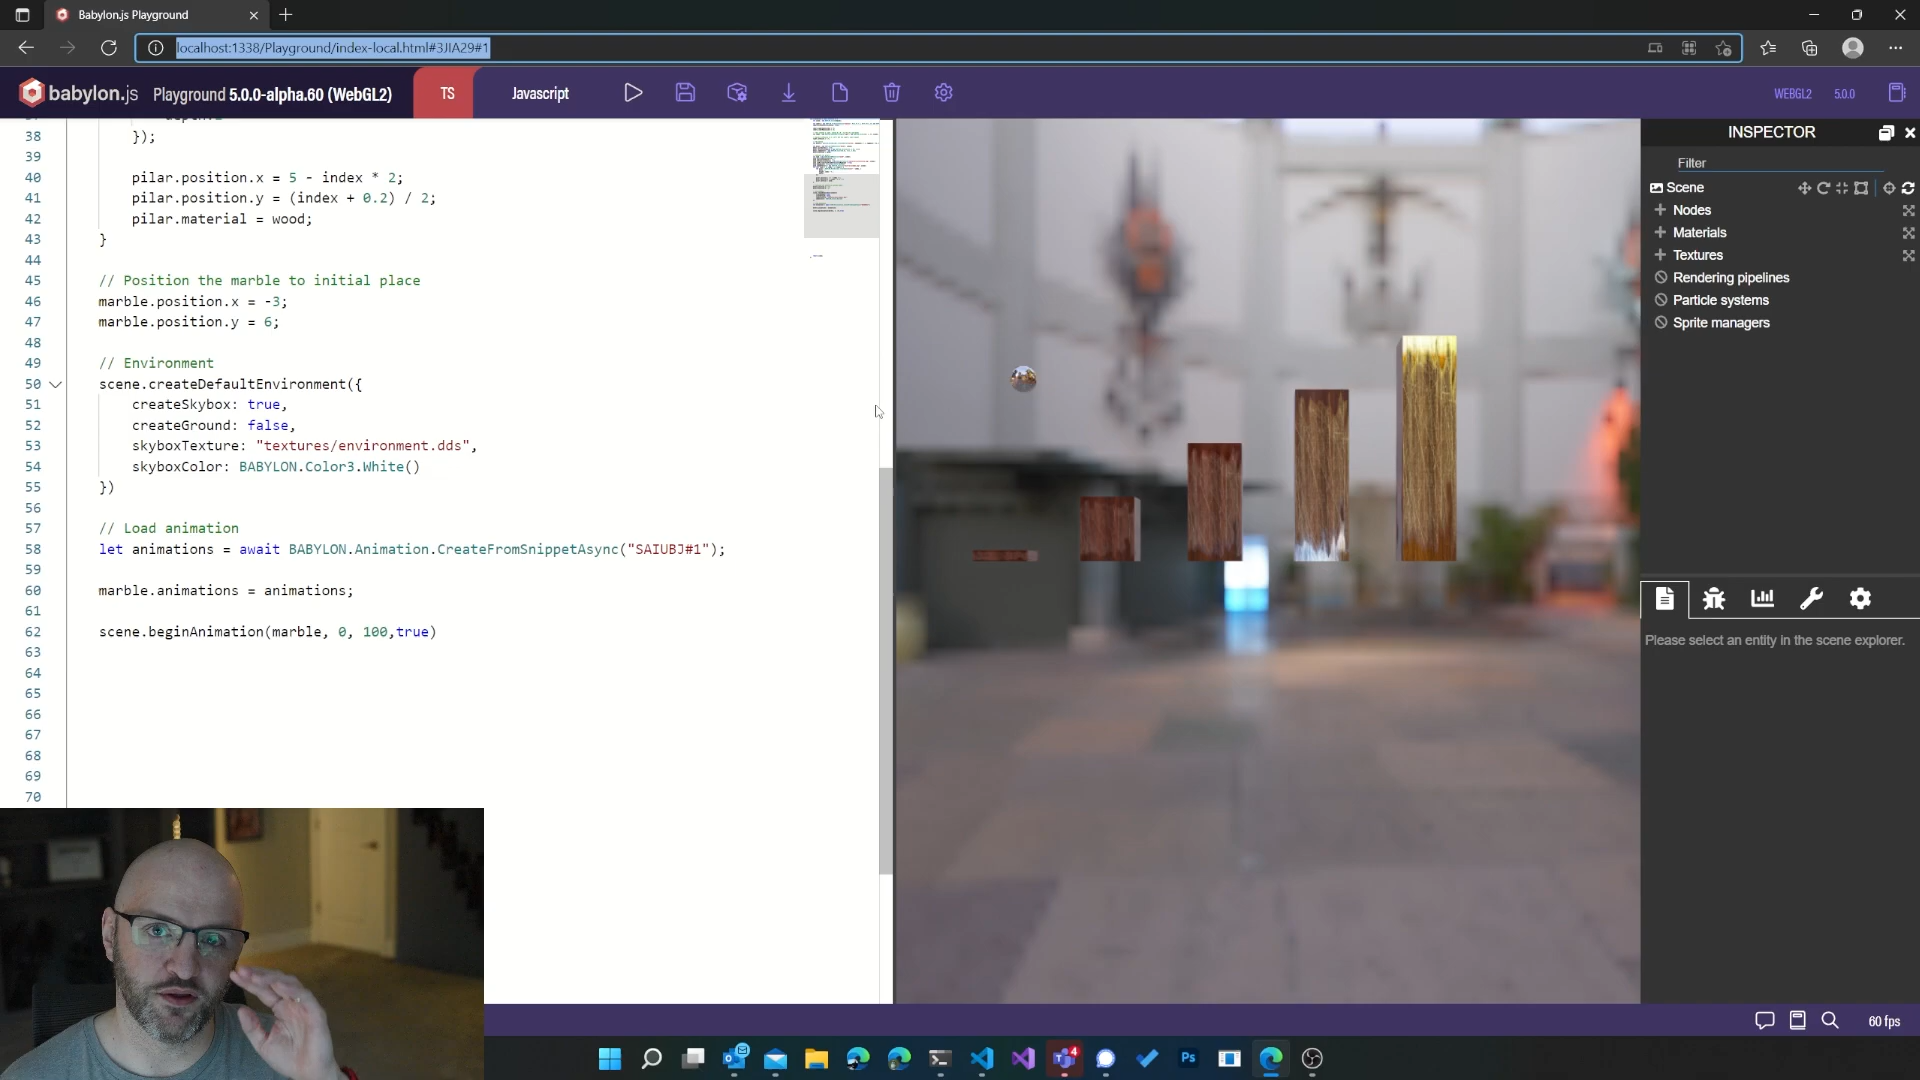 Babylon.js Playground
localhost:1338/Playground/index-local.html#3JIA29#1
babylon.js Playground 5.0.0-alpha.60 (WebGL2)
TS
Javascript
WEBGL2
5.0.0
38 });
39
40 pilar.position.x = 5 - index * 2;
41 pilar.position.y = (index + 0.2) / 2;
42 pilar.material = wood;
43 }
44
45 // Position the marble to initial place
46 marble.position.x = -3;
47 marble.position.y = 6;
48
49 // Environment
50 scene.createDefaultEnvironment({
51 createSkybox: true,
52 createGround: false,
53 skyboxTexture: "textures/environment.dds",
54 skyboxColor: BABYLON.Color3.White()
55 })
56
57 // Load animation
58 let animations = await BABYLON.Animation.CreateFromSnippetAsync("SAIUBJ#1");
59
60 marble.animations = animations;
61
62 scene.beginAnimation(marble, 0, 100,true)
63
64
65
66
67
68
69
70
INSPECTOR
Filter
Scene
Nodes
Materials
Textures
Rendering pipelines
Particle systems
Sprite managers
Please select an entity in the scene explorer.
60 fps
4
Ps